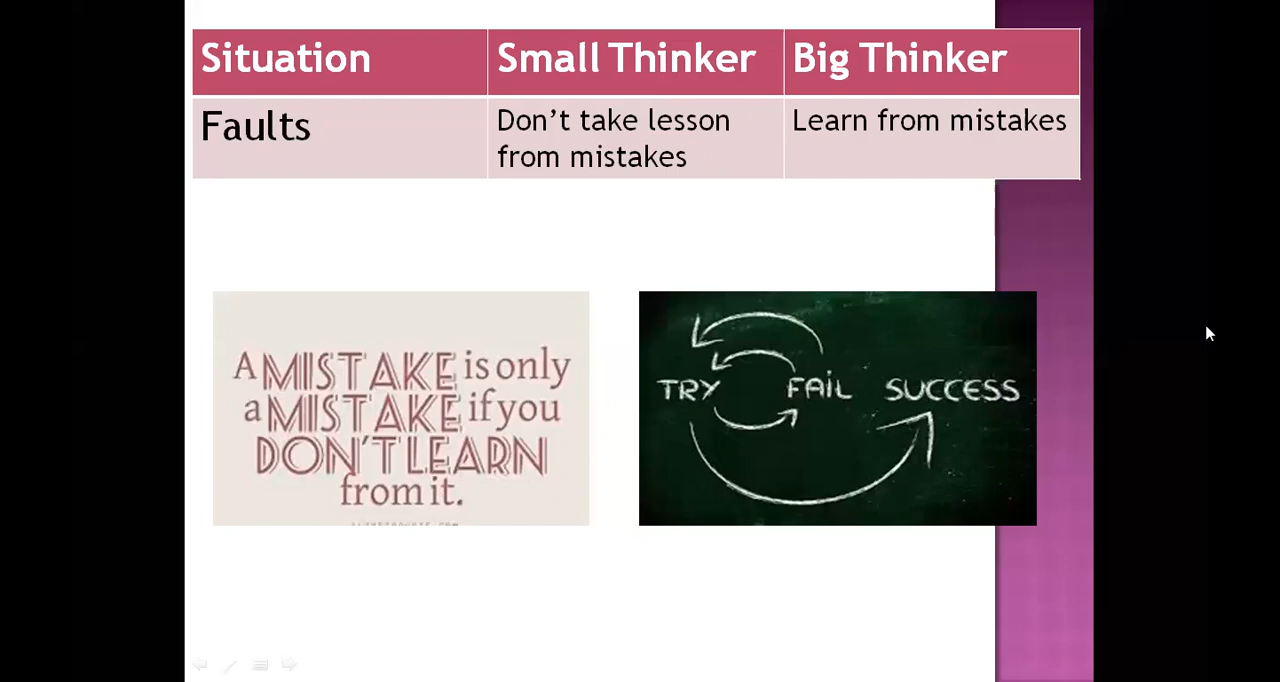 Situation
Small Thinker
Big Thinker
Faults
Don't take lesson
from mistakes
Learn from mistakes
A MISTAKE is only
a MISTAKE if you
DON'T LEARN
from it.
TRY FAIL SUCCESS